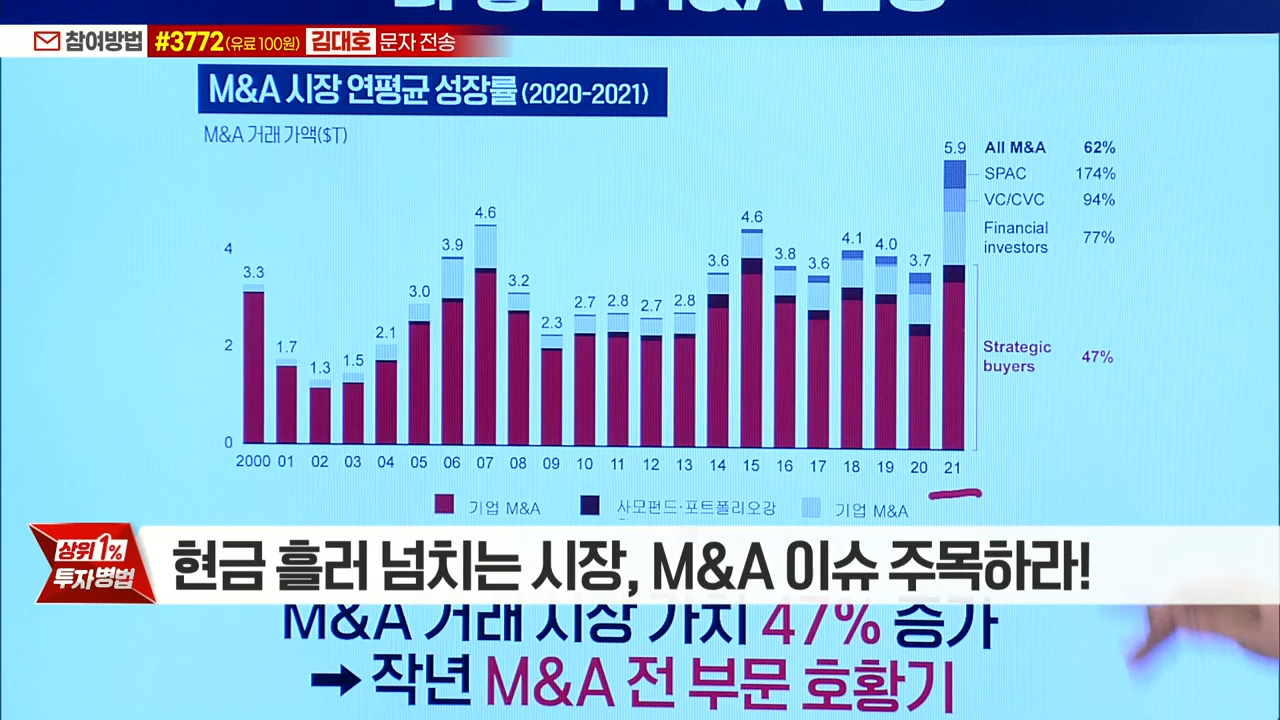 M&A
참여방법 #3772 (유료 100원) 김대호 문자 전송
M&A 시장 연평균 성장률 (2020-2021)
M&A 거래 가액($T)
5.9 All M&A 62%
SPAC 174%
VC/CVC 94%
Financial investors 77%
Strategic buyers 47%
4
2
0
3.3 1.7 1.3 1.5 2.1 3.0 3.9 4.6 3.2 2.3 2.7 2.8 2.7 2.8 3.6 4.6 3.8 3.6 4.1 4.0 3.7
2000 01 02 03 04 05 06 07 08 09 10 11 12 13 14 15 16 17 18 19 20 21
기업 M&A 사모펀드·포트폴리오강 기업 M&A
상위 1%
투자병법
현금 흘러 넘치는 시장, M&A 이슈 주목하라!
M&A 거래 시장 가치 47% 증가
➡ 작년 M&A 전 부문 호황기